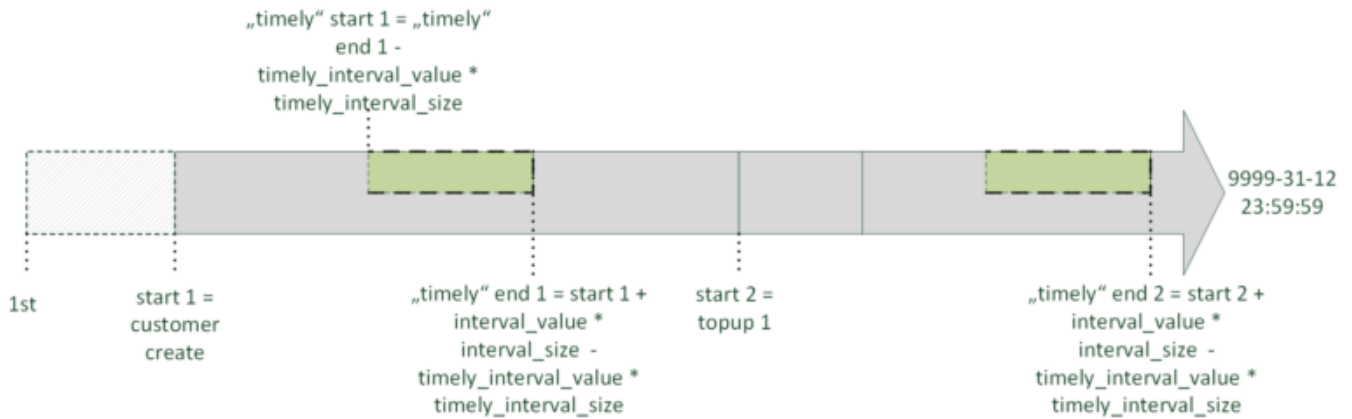 „timely“ start 1 = „timely“
end 1 -
timely_interval_value *
timely_interval_size
9999-31-12
23:59:59
1st
start 1 =
customer
create
„timely“ end 1 = start 1 +
interval_value *
interval_size -
timely_interval_value *
timely_interval_size
start 2 =
topup 1
„timely“ end 2 = start 2 +
interval_value *
interval_size -
timely_interval_value *
timely_interval_size